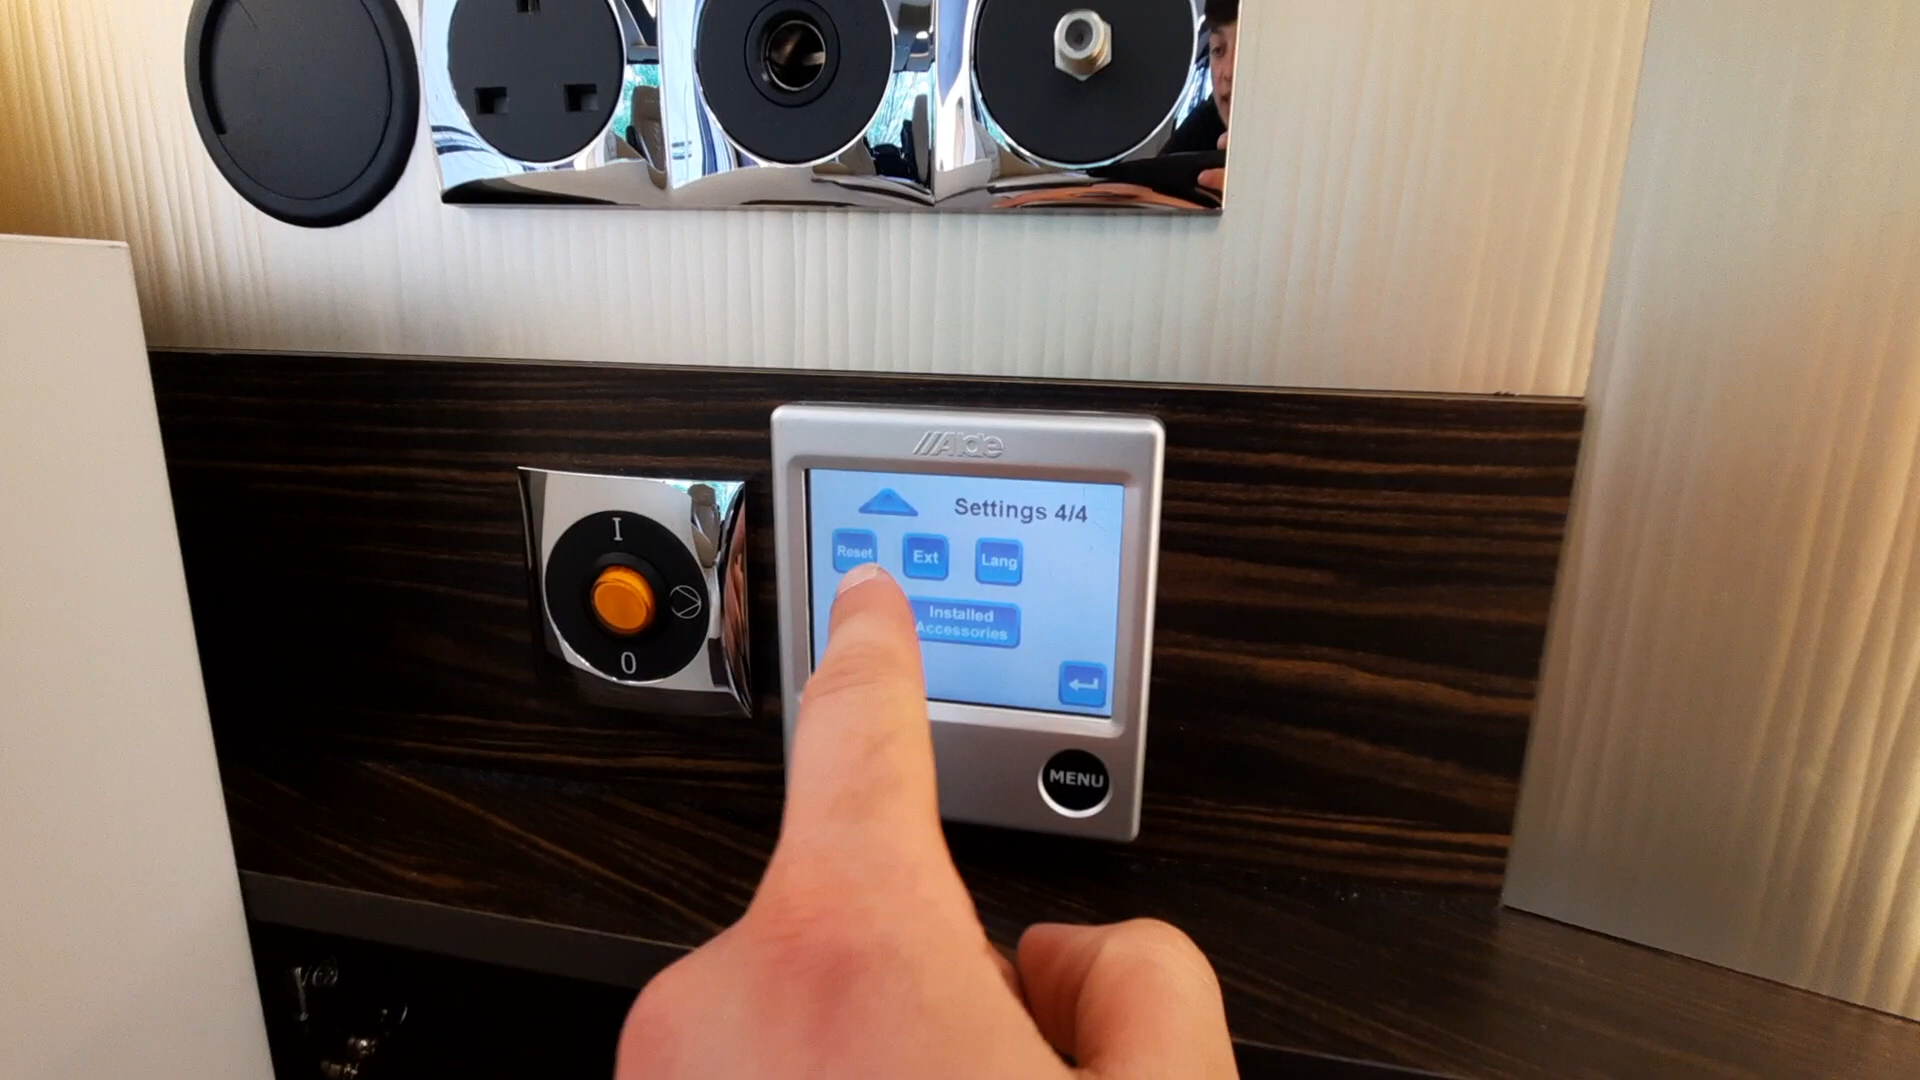 Alde
Settings 4/4
Reset Ext Lang
Installed
Accessories
I
0
MENU